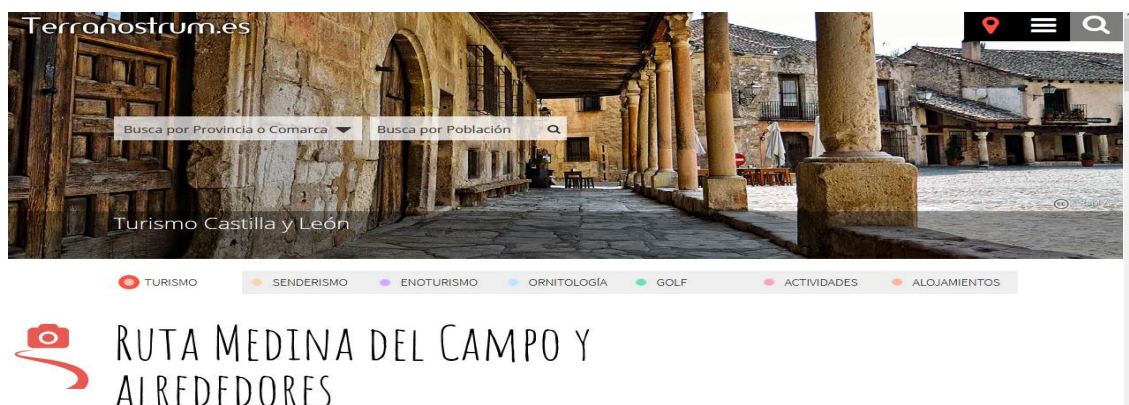 Terranostrum.es
Busca por Provincia o Comarca
Busca por Población
Turismo Castilla y León
TURISMO
SENDERISMO
ENOTURISMO
ORNITOLOGÍA
GOLF
ACTIVIDADES
ALOJAMIENTOS
RUTA MEDINA DEL CAMPO Y
ALREDEDORES